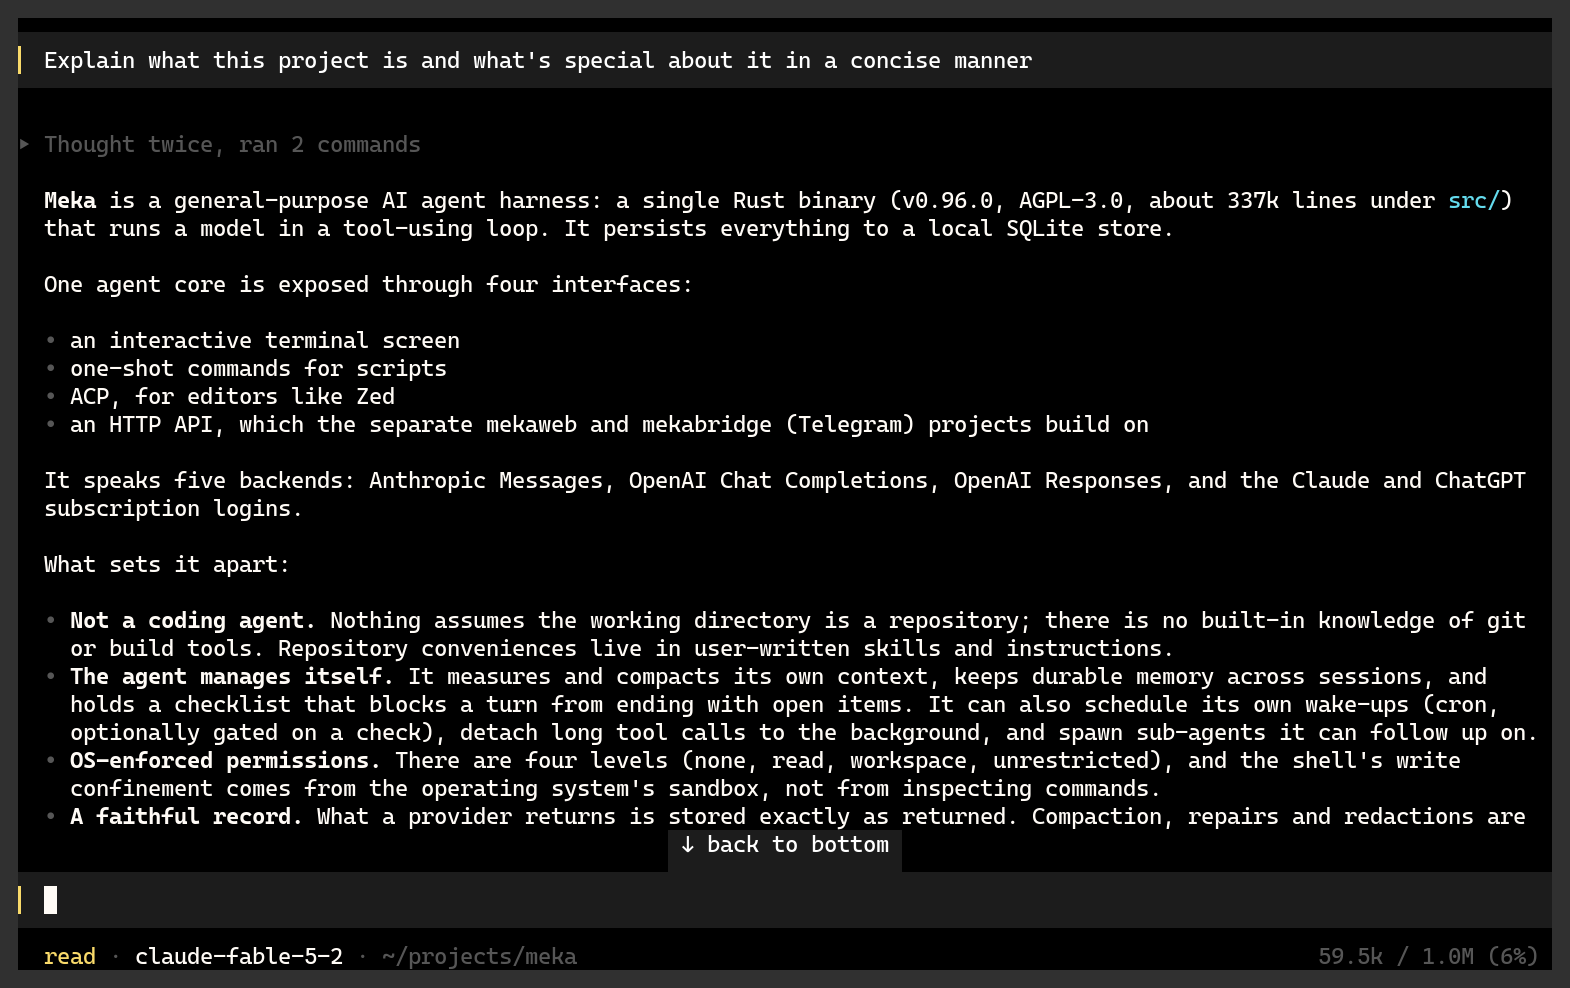 Explain what this project is and what's special about it in a concise manner
▸ Thought twice, ran 2 commands
Meka is a general-purpose AI agent harness: a single Rust binary (v0.96.0, AGPL-3.0, about 337k lines under src/)
that runs a model in a tool-using loop. It persists everything to a local SQLite store.
One agent core is exposed through four interfaces:
• an interactive terminal screen
• one-shot commands for scripts
• ACP, for editors like Zed
• an HTTP API, which the separate mekaweb and mekabridge (Telegram) projects build on
It speaks five backends: Anthropic Messages, OpenAI Chat Completions, OpenAI Responses, and the Claude and ChatGPT
subscription logins.
What sets it apart:
• Not a coding agent. Nothing assumes the working directory is a repository; there is no built-in knowledge of git
or build tools. Repository conveniences live in user-written skills and instructions.
• The agent manages itself. It measures and compacts its own context, keeps durable memory across sessions, and
holds a checklist that blocks a turn from ending with open items. It can also schedule its own wake-ups (cron,
optionally gated on a check), detach long tool calls to the background, and spawn sub-agents it can follow up on.
• OS-enforced permissions. There are four levels (none, read, workspace, unrestricted), and the shell's write
confinement comes from the operating system's sandbox, not from inspecting commands.
• A faithful record. What a provider returns is stored exactly as returned. Compaction, repairs and redactions are
↓ back to bottom
read · claude-fable-5-2 · ~/projects/meka 59.5k / 1.0M (6%)